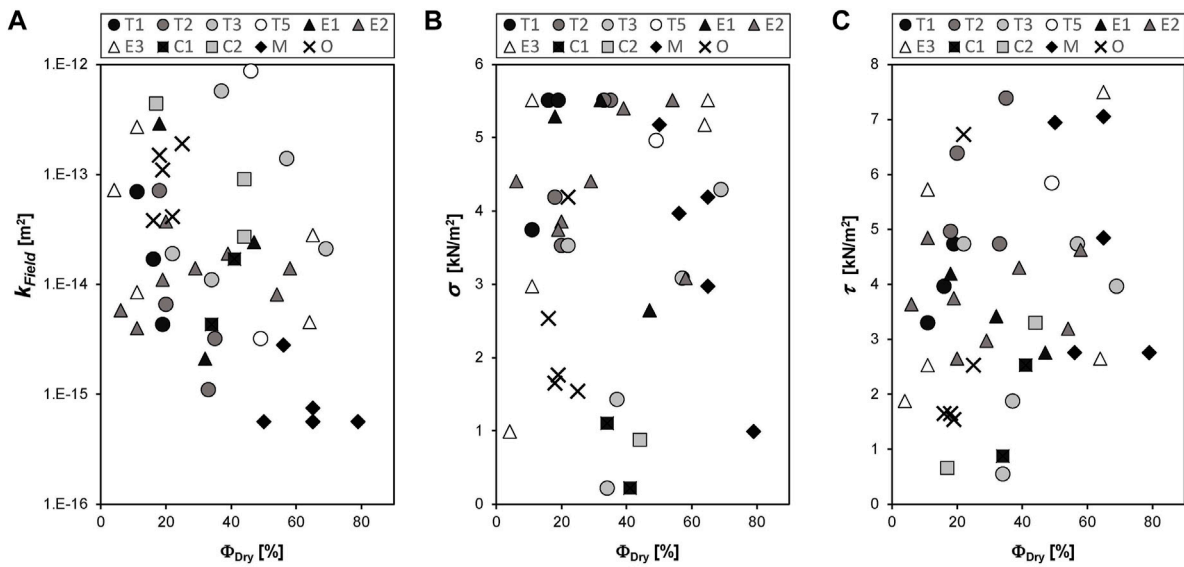 A
T1 T2 T3 T5 E1 E2
E3 C1 C2 M O
1.E-12
1.E-13
1.E-14
1.E-15
1.E-16
k_Field [m²]
0 20 40 60 80
Φ_Dry [%]
B
T1 T2 T3 T5 E1 E2
E3 C1 C2 M O
6
5
4
3
2
1
0
σ [kN/m²]
0 20 40 60 80
Φ_Dry [%]
C
T1 T2 T3 T5 E1 E2
E3 C1 C2 M O
8
7
6
5
4
3
2
1
0
τ [kN/m²]
0 20 40 60 80
Φ_Dry [%]